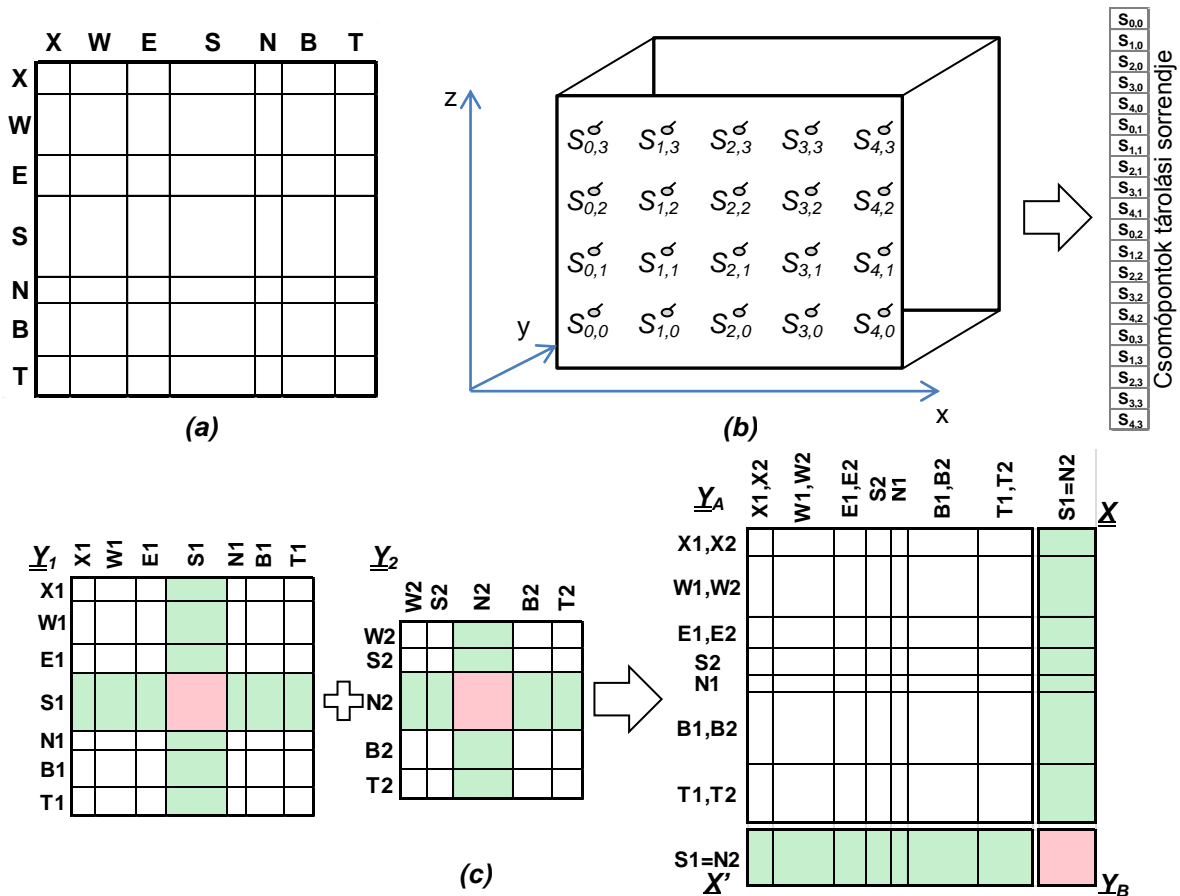 X W E S N B T
X
W
E
S
N
B
T
(a)
z
y
x
S0,3 S1,3 S2,3 S3,3 S4,3
S0,2 S1,2 S2,2 S3,2 S4,2
S0,1 S1,1 S2,1 S3,1 S4,1
S0,0 S1,0 S2,0 S3,0 S4,0
(b)
S0,0
S1,0
S2,0
S3,0
S4,0
S0,1
S1,1
S2,1
S3,1
S4,1
S0,2
S1,2
S2,2
S3,2
S4,2
S0,3
S1,3
S2,3
S3,3
S4,3
Csomópontok tárolási sorrendje
Y1
X1 W1 E1 S1 N1 B1 T1
X1
W1
E1
S1
N1
B1
T1
Y2
W2 S2 N2 B2 T2
W2
S2
N2
B2
T2
YA
X1,X2 W1,W2 E1,E2 S2 N1 B1,B2 T1,T2 S1=N2
X
X1,X2
W1,W2
E1,E2
S2
N1
B1,B2
T1,T2
S1=N2
X'
YB
(c)